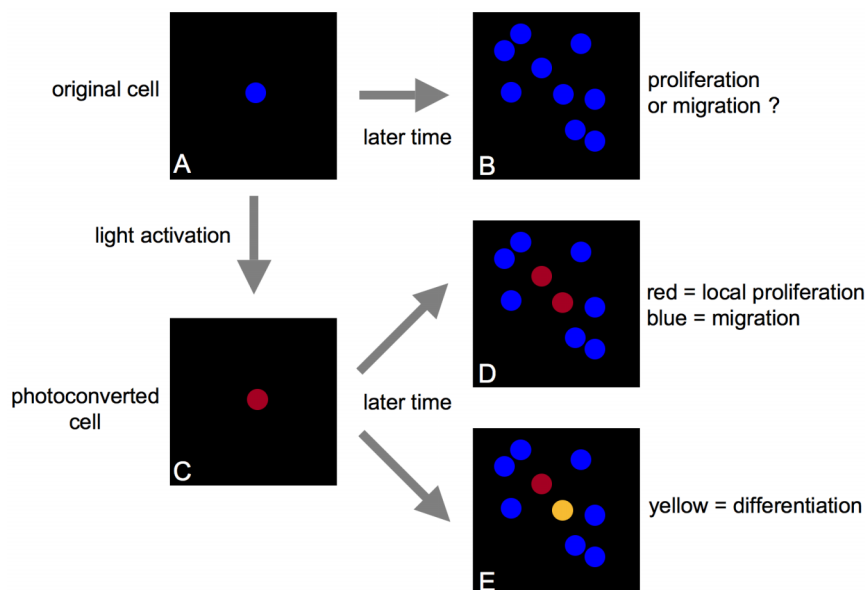 original cell
A
later time
B
proliferation
or migration ?
light activation
photoconverted
cell
C
later time
D
red = local proliferation
blue = migration
E
yellow = differentiation